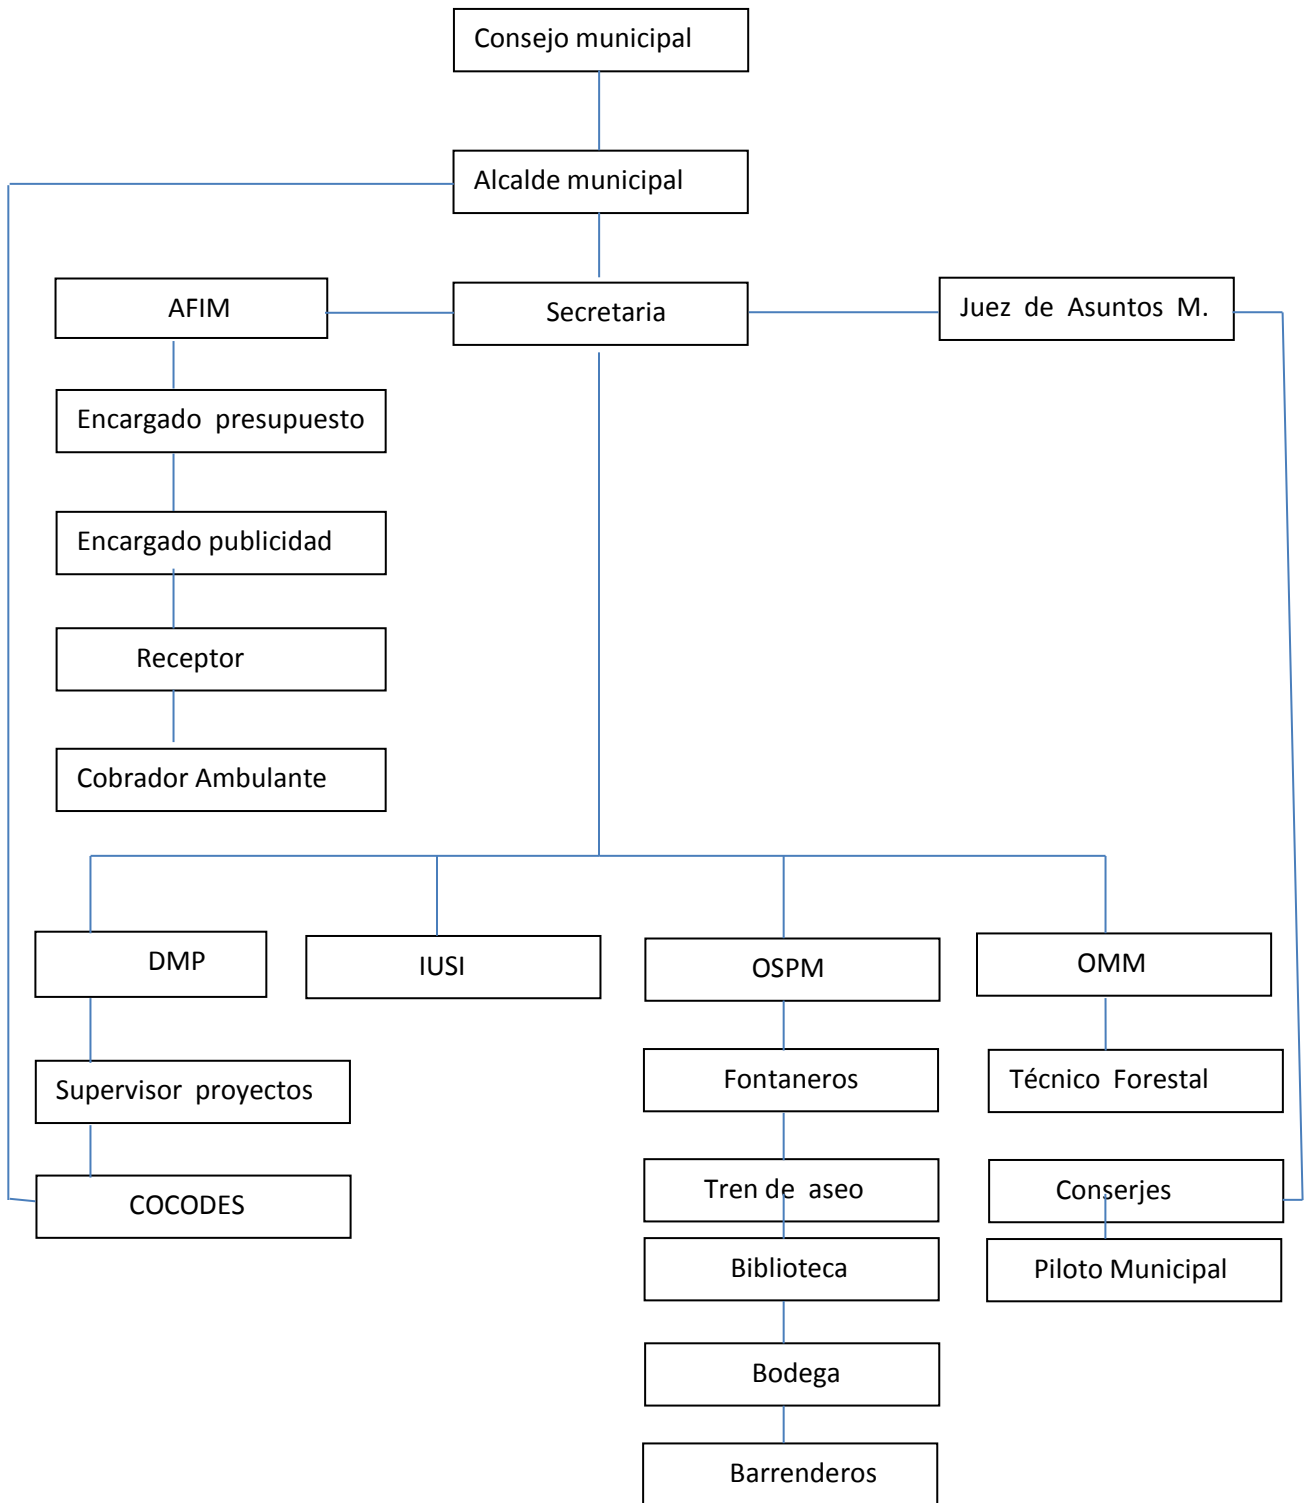 Consejo municipal
Alcalde municipal
AFIM
Secretaria
Juez de Asuntos M.
Encargado presupuesto
Encargado publicidad
Receptor
Cobrador Ambulante
DMP
IUSI
OSPM
OMM
Supervisor proyectos
Fontaneros
Técnico Forestal
COCODES
Tren de aseo
Conserjes
Biblioteca
Piloto Municipal
Bodega
Barrenderos